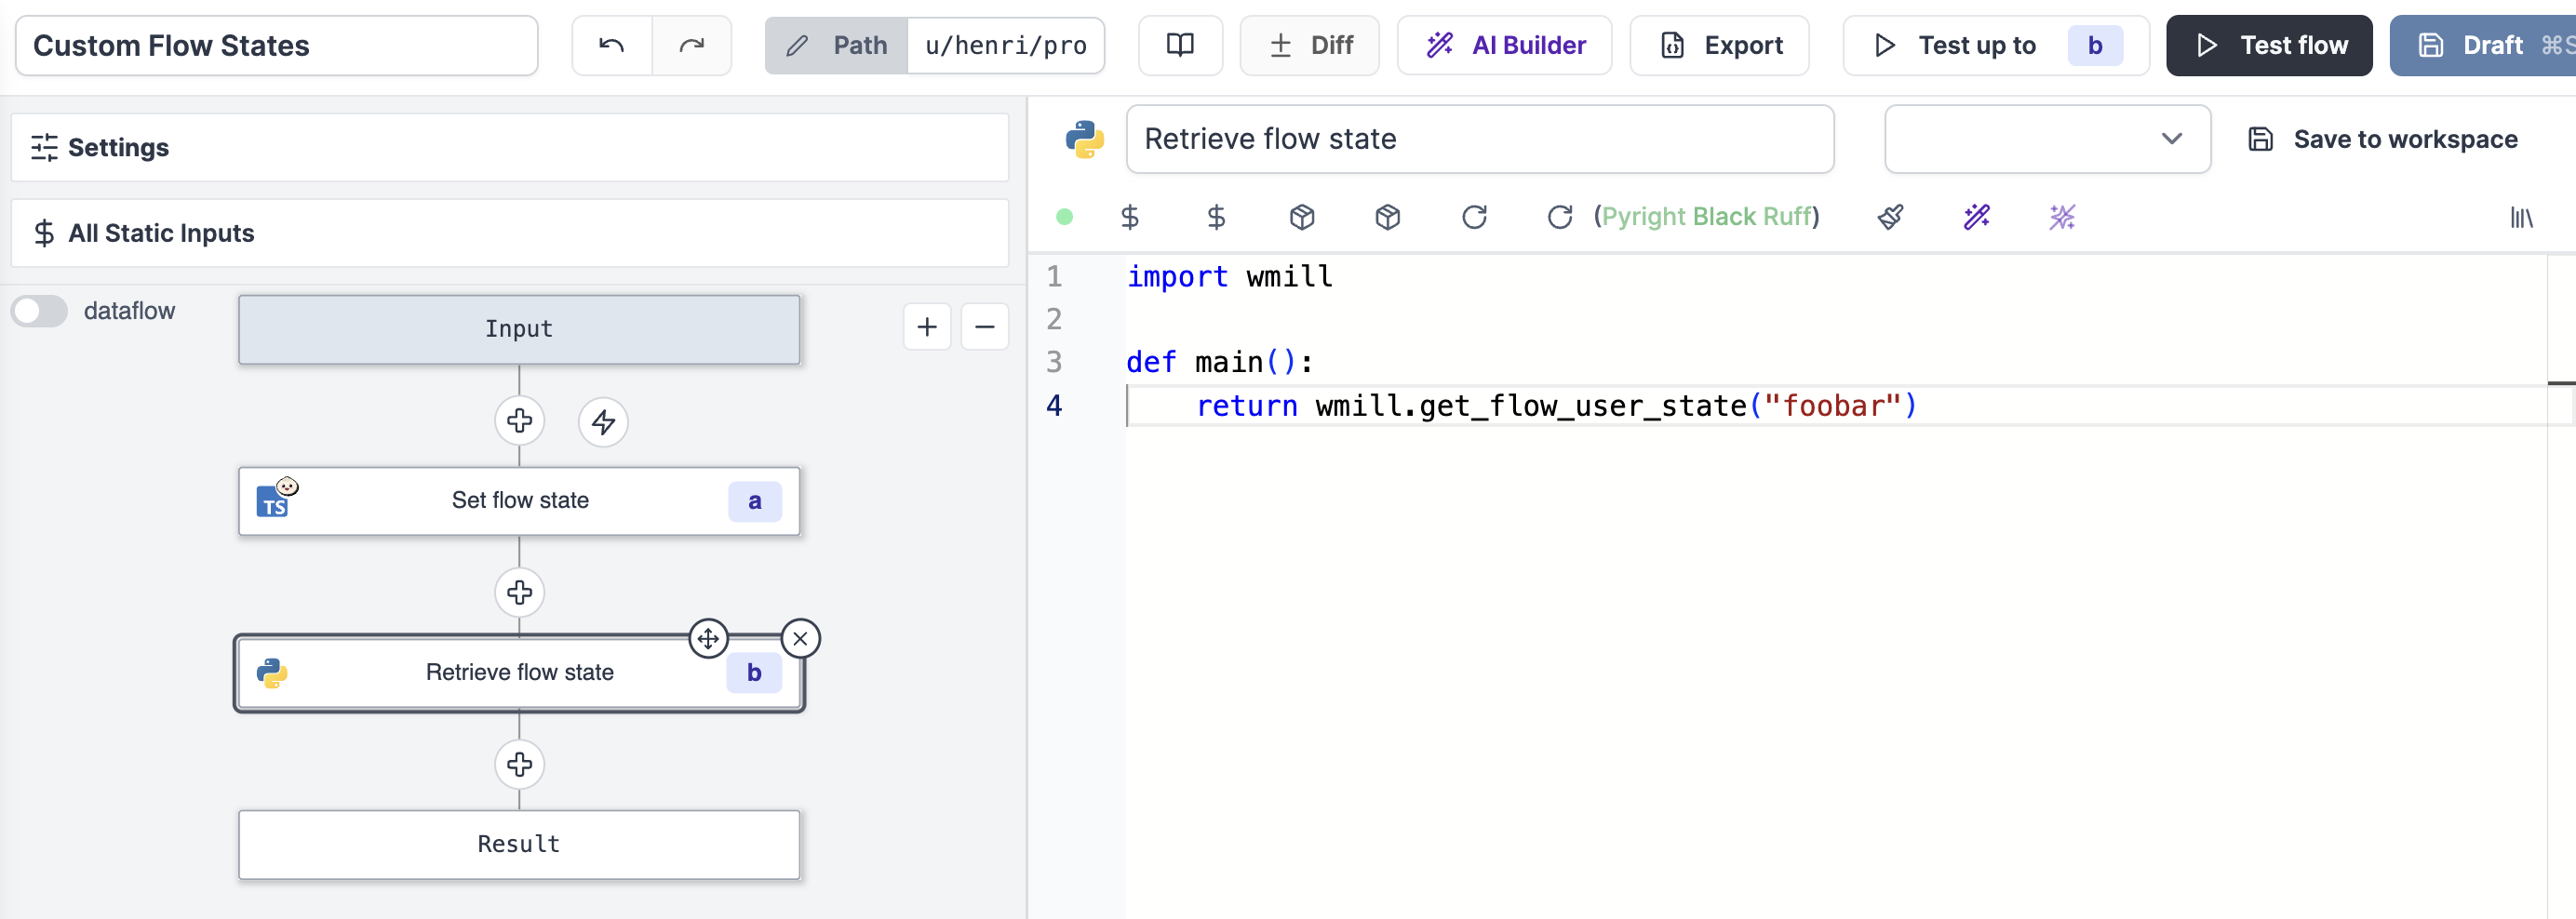 Custom Flow States
Path u/henri/pro
Diff
AI Builder
Export
Test up to b
Test flow
Draft ⌘S
Settings
All Static Inputs
dataflow
Input
TS Set flow state a
Retrieve flow state b
Result
Retrieve flow state
Save to workspace
(Pyright Black Ruff)
1 import wmill
2
3 def main():
4     return wmill.get_flow_user_state("foobar")